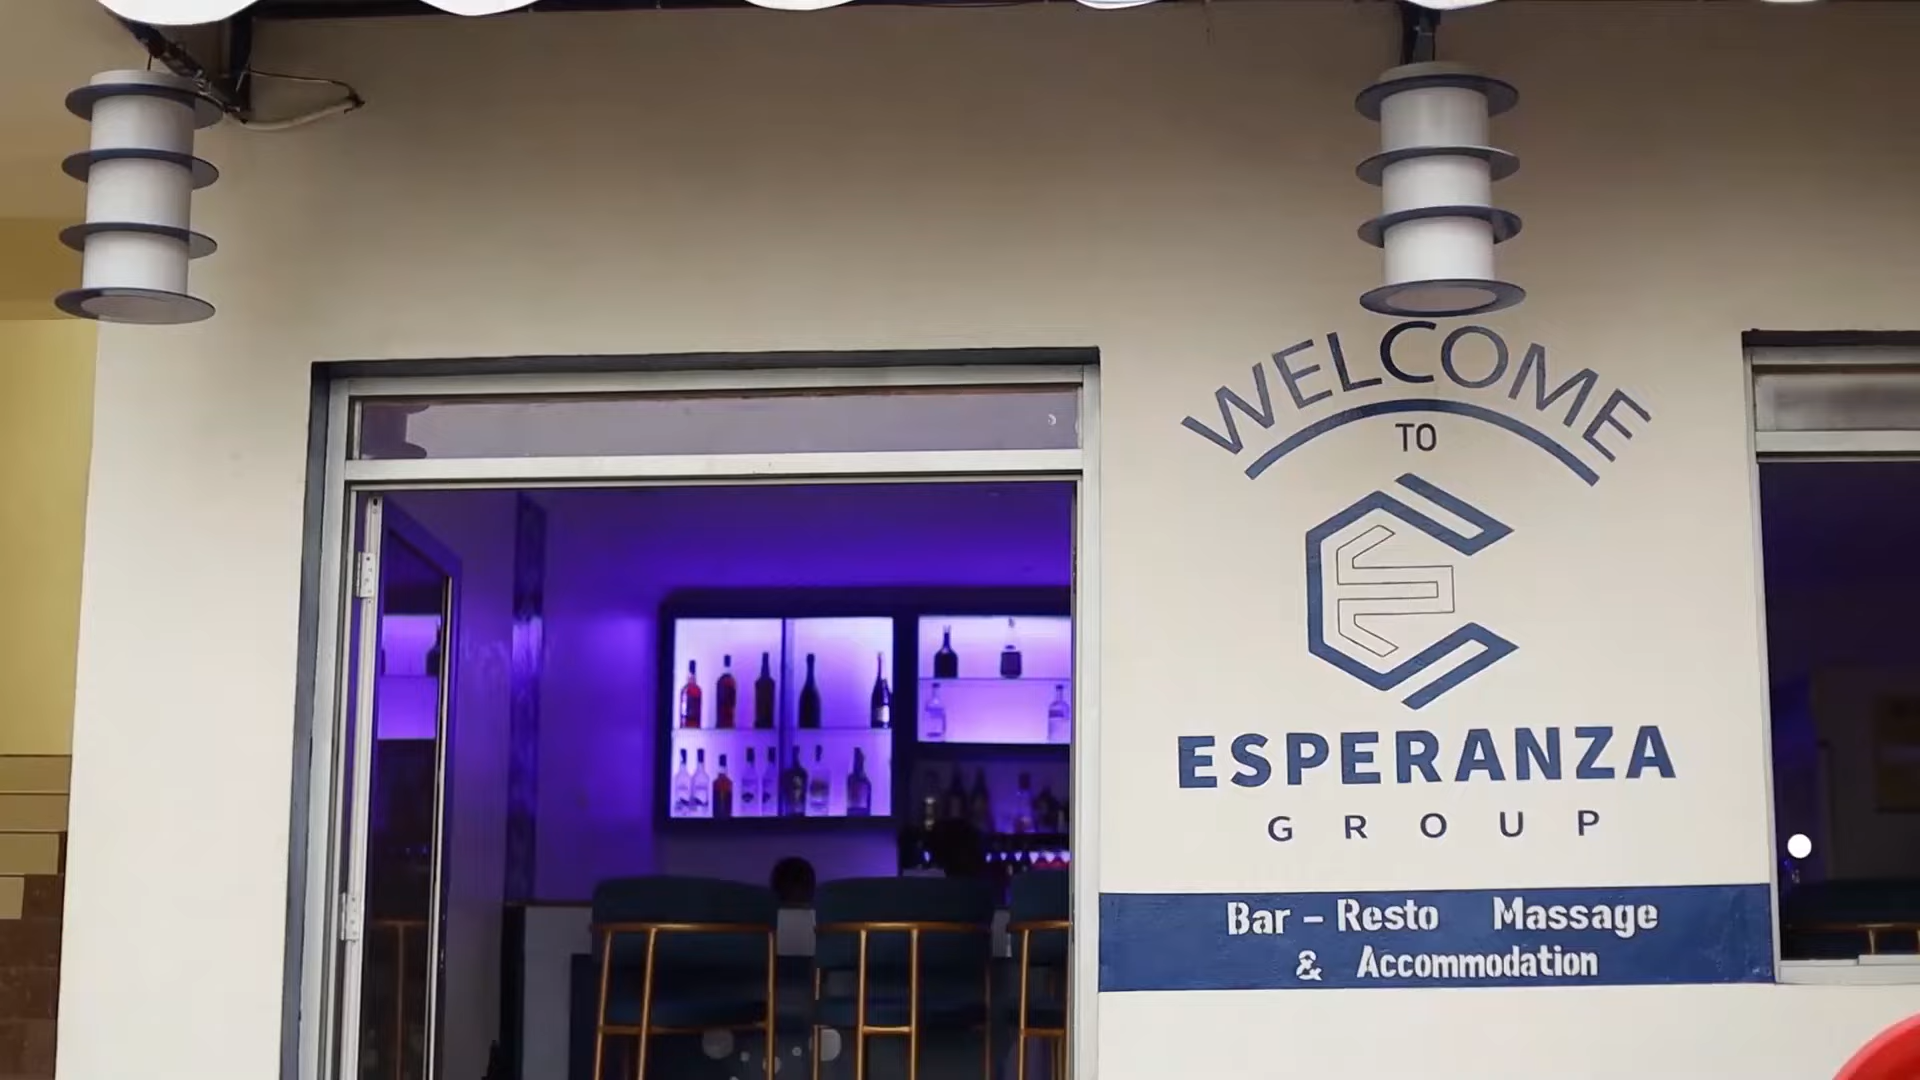 WELCOME
TO
ESPERANZA
GROUP
Bar - Resto Massage
& Accommodation